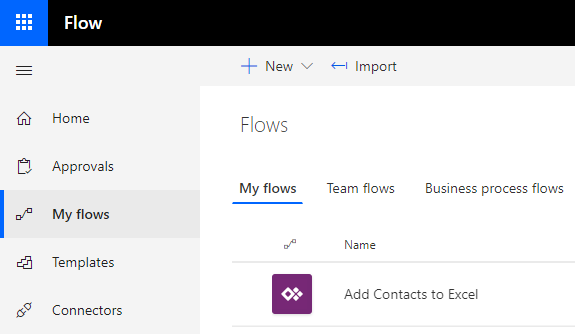 Flow
New Import
Home
Approvals
My flows
Templates
Connectors
Flows
My flows Team flows Business process flows
Name
Add Contacts to Excel